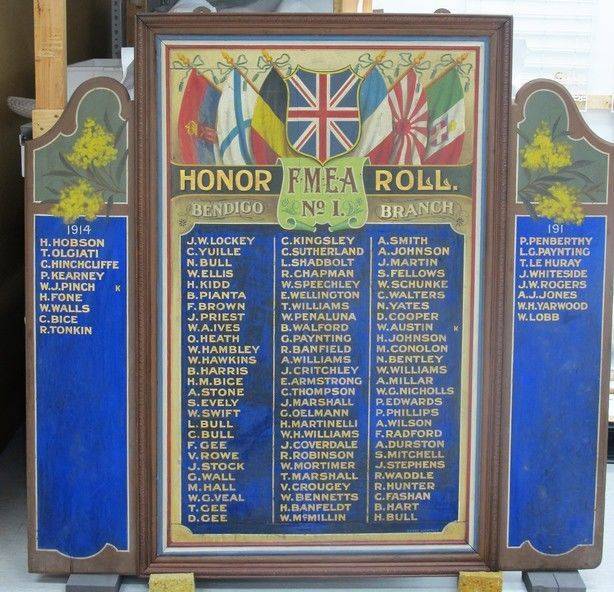 HONOR F.M.E.A ROLL.
BENDIGO No 1. BRANCH
1914
H. HOBSON
T. OLGIATI
C. HINCHCLIFFE
P. KEARNEY
W. J. PINCH K
H. FONE
W. WALLS
C. BICE
R. TONKIN
J. W. LOCKEY
C. YUILLE
N. BULL
W. ELLIS
H. KIDD
B. PIANTA
F. BROWN
J. PRIEST
W. A. IVES
O. HEATH
W. HAMBLEY
W. HAWKINS
B. HARRIS
H. M. BICE
A. STONE
S. EVELY
W. SWIFT
L. BULL
C. BULL
F. GEE
V. ROWE
J. STOCK
G. WALL
M. HALL
W. G. VEAL
T. GEE
D. GEE
C. KINGSLEY
C. SUTHERLAND
L. SHADBOLT
R. CHAPMAN
W. SPEECHLEY
E. WELLINGTON
T. WILLIAMS
W. PENALUNA
B. WALFORD
G. PAYNTING
R. BANFIELD
A. WILLIAMS
J. CRITCHLEY
E. ARMSTRONG
C. THOMPSON
J. MARSHALL
G. OELMANN
H. MARTINELLI
W. H. WILLIAMS
J. COVERDALE
R. ROBINSON
W. MORTIMER
T. MARSHALL
V. CROUGEY
W. BENNETTS
H. BANFELDT
W. McMILLIN
A. SMITH
A. JOHNSON
J. MARTIN
S. FELLOWS
W. SCHUNKE
C. WALTERS
N. YATES
D. COOPER
W. AUSTIN K
H. JOHNSON
M. CONOLON
N. BENTLEY
W. WILLIAMS
A. MILLAR
W. G. NICHOLLS
P. EDWARDS
P. PHILLIPS
A. WILSON
F. RADFORD
A. DURSTON
S. MITCHELL
J. STEPHENS
R. WADDLE
R. HUNTER
C. FASHAN
B. HART
H. BULL
191
P. PENBERTHY
L. G. PAYNTING
T. LE HURAY
J. WHITESIDE
J. W. ROGERS
A. J. JONES
W. H. YARWOOD
W. LOBB